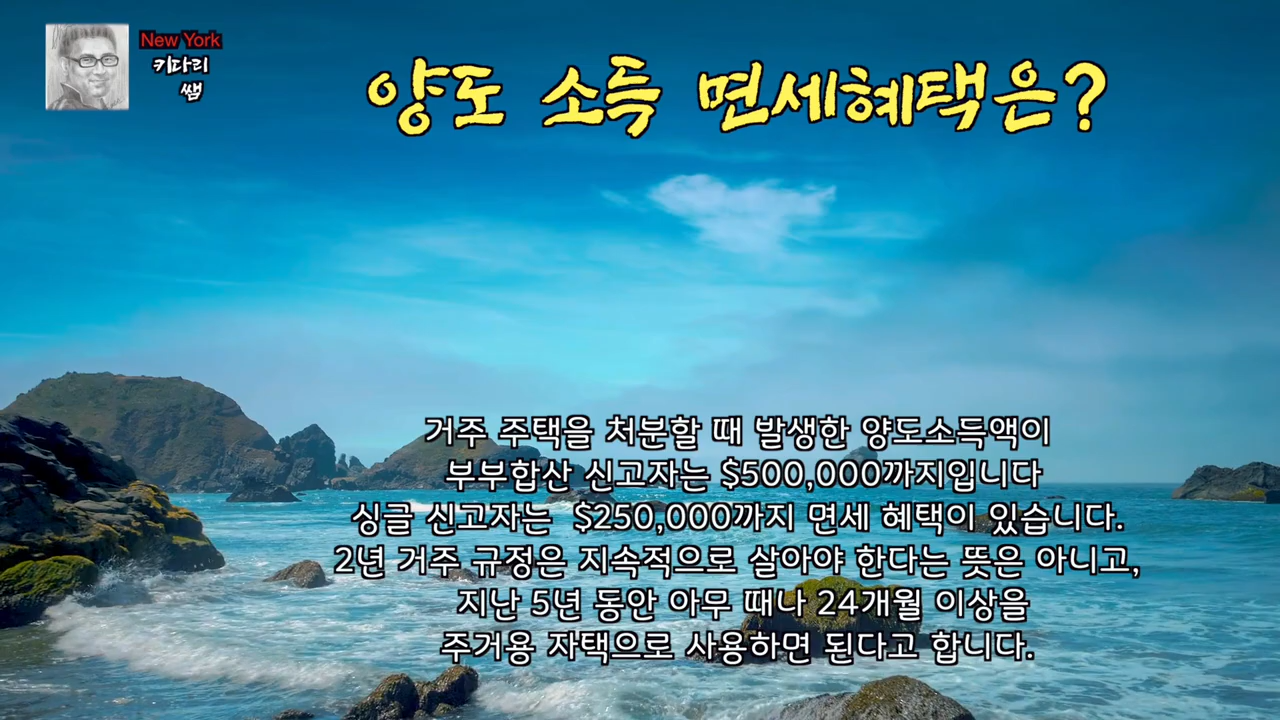 New York
키다리
쌤
양도 소득 면세혜택은?
거주 주택을 처분할 때 발생한 양도소득액이
부부합산 신고자는 $500,000까지입니다
싱글 신고자는 $250,000까지 면세 혜택이 있습니다.
2년 거주 규정은 지속적으로 살아야 한다는 뜻은 아니고,
지난 5년 동안 아무 때나 24개월 이상을
주거용 자택으로 사용하면 된다고 합니다.